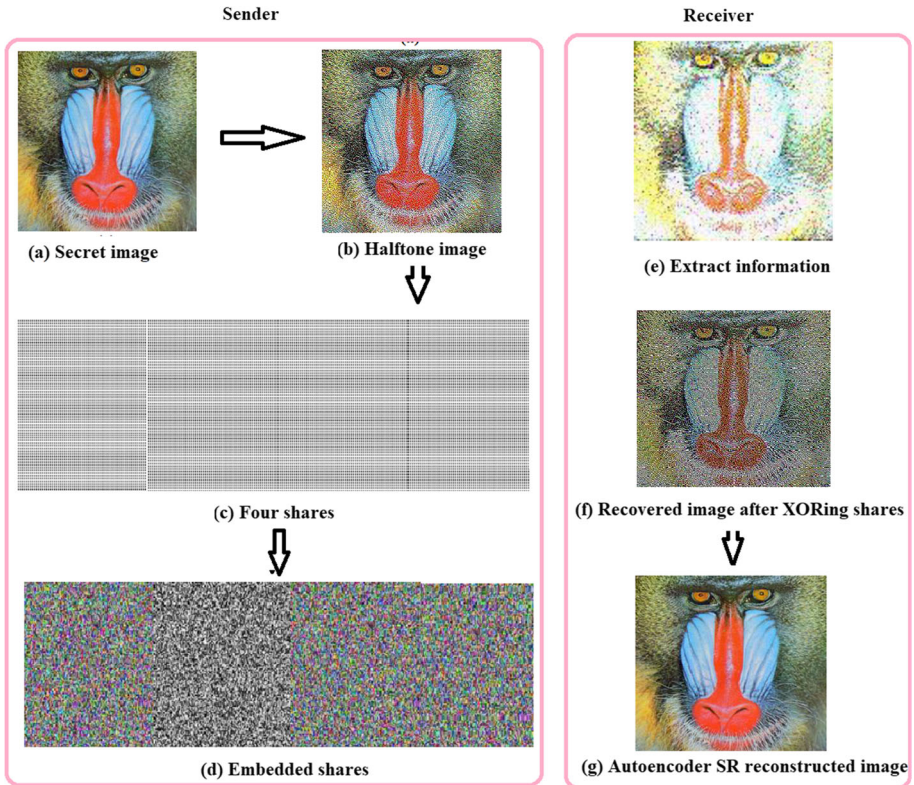 Sender
Receiver
(a) Secret image
(b) Halftone image
(c) Four shares
(d) Embedded shares
(e) Extract information
(f) Recovered image after XORing shares
(g) Autoencoder SR reconstructed image